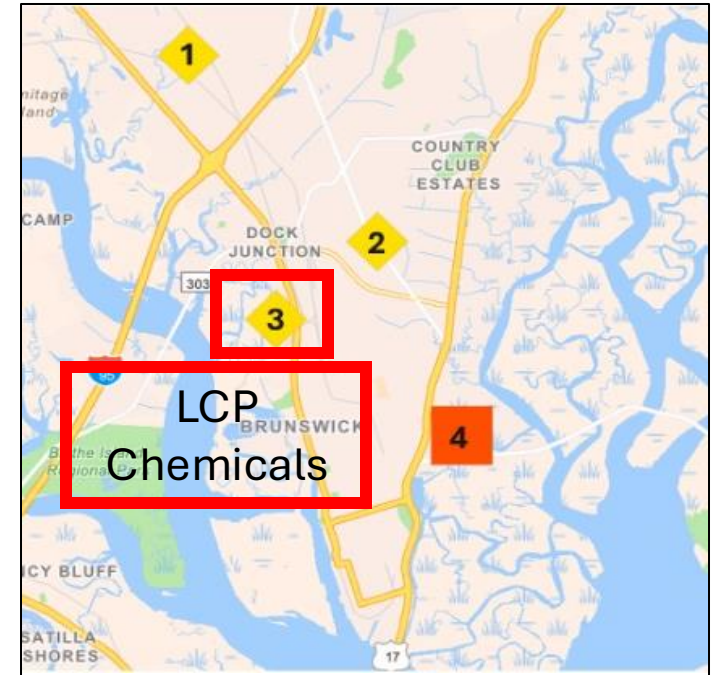 1
nitage
land
COUNTRY
CLUB
ESTATES
CAMP
DOCK
JUNCTION
2
303
3
95
LCP
Chemicals
BRUNSWICK
4
ICY BLUFF
SATILLA
SHORES
17